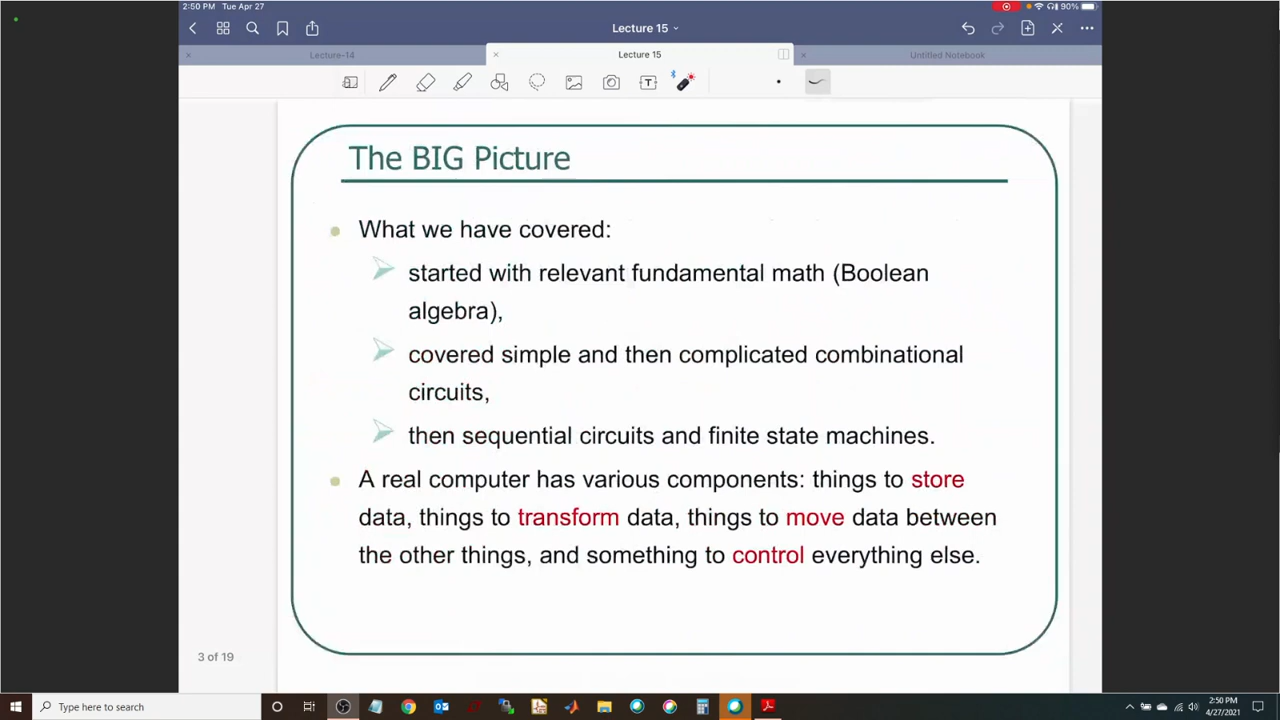 2:50 PM Tue Apr 27
90%
Lecture 15
Lecture-14
Lecture 15
Untitled Notebook
T
The BIG Picture
What we have covered:
started with relevant fundamental math (Boolean
algebra),
covered simple and then complicated combinational
circuits,
then sequential circuits and finite state machines.
A real computer has various components: things to store
data, things to transform data, things to move data between
the other things, and something to control everything else.
3 of 19
Type here to search
2:50 PM
4/27/2021